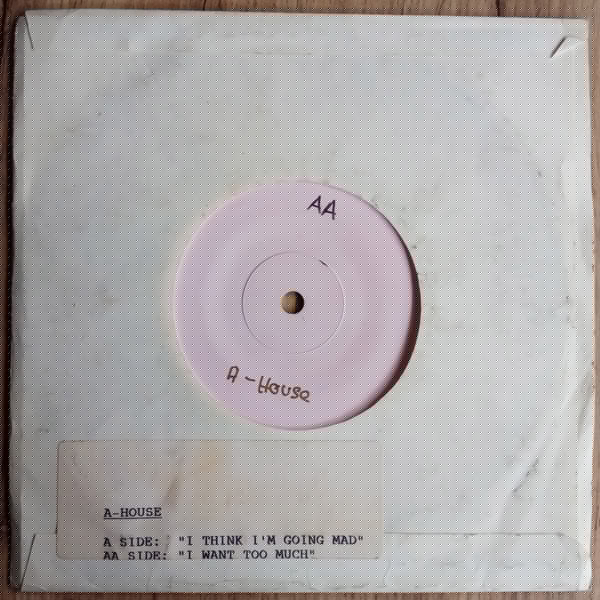 AA
A-House
A-HOUSE
A SIDE: "I THINK I'M GOING MAD"
AA SIDE: "I WANT TOO MUCH"